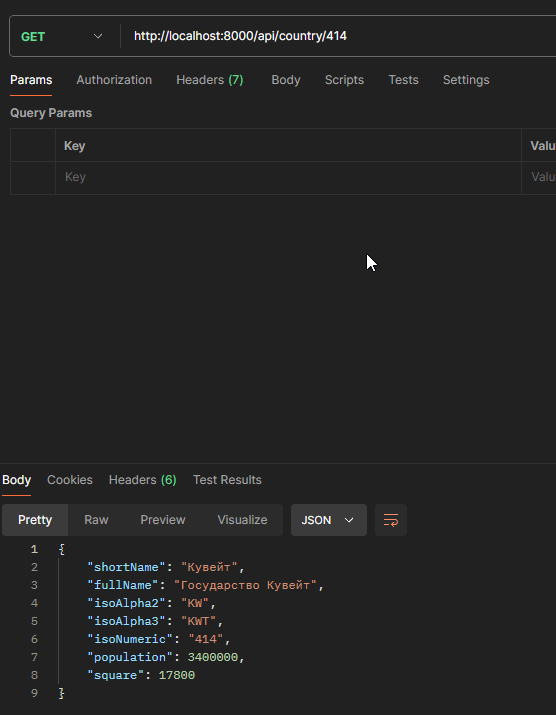 GET http://localhost:8000/api/country/414
Params Authorization Headers (7) Body Scripts Tests Settings
Query Params
Key Valu
Key Valu
Body Cookies Headers (6) Test Results
Pretty Raw Preview Visualize JSON
1 {
2 "shortName": "Кувейт",
3 "fullName": "Государство Кувейт",
4 "isoAlpha2": "KW",
5 "isoAlpha3": "KWT",
6 "isoNumeric": "414",
7 "population": 3400000,
8 "square": 17800
9 }